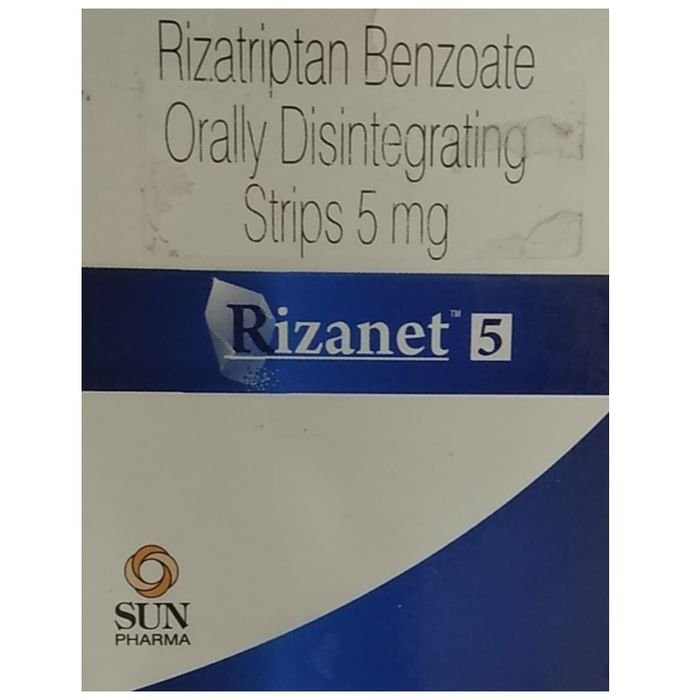 Rizatriptan Benzoate
Orally Disintegrating
Strips 5 mg
Rizanet™ 5
SUN
PHARMA